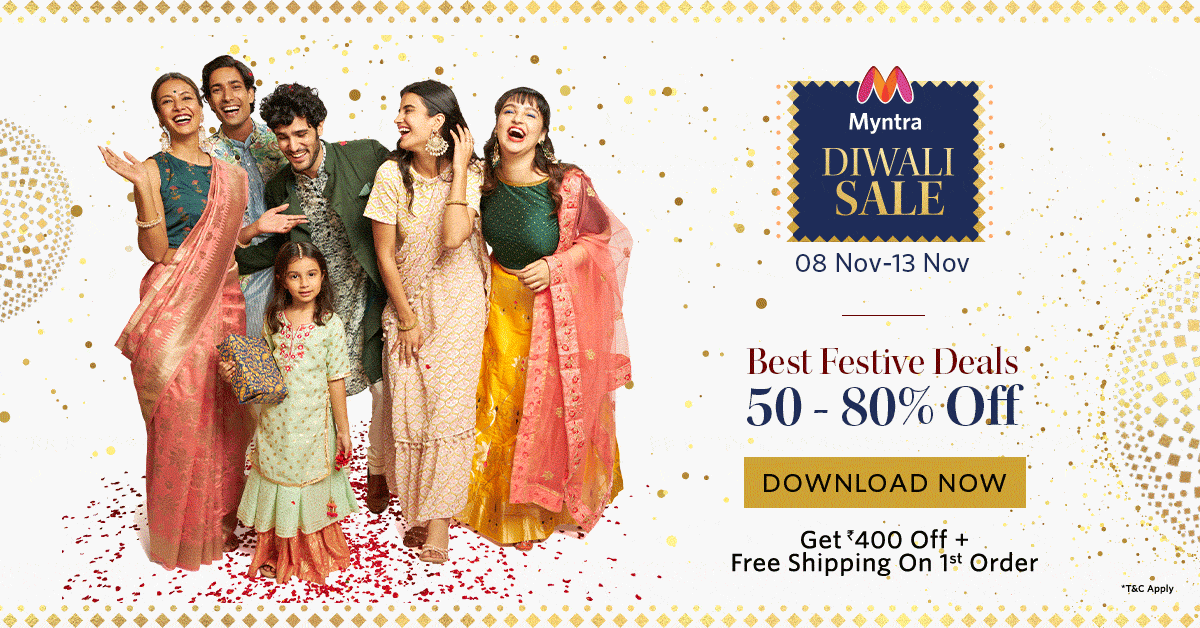 Myntra
DIWALI
SALE
08 Nov-13 Nov
Best Festive Deals
50 - 80% Off
DOWNLOAD NOW
Get ₹400 Off +
Free Shipping On 1st Order
*T&C Apply